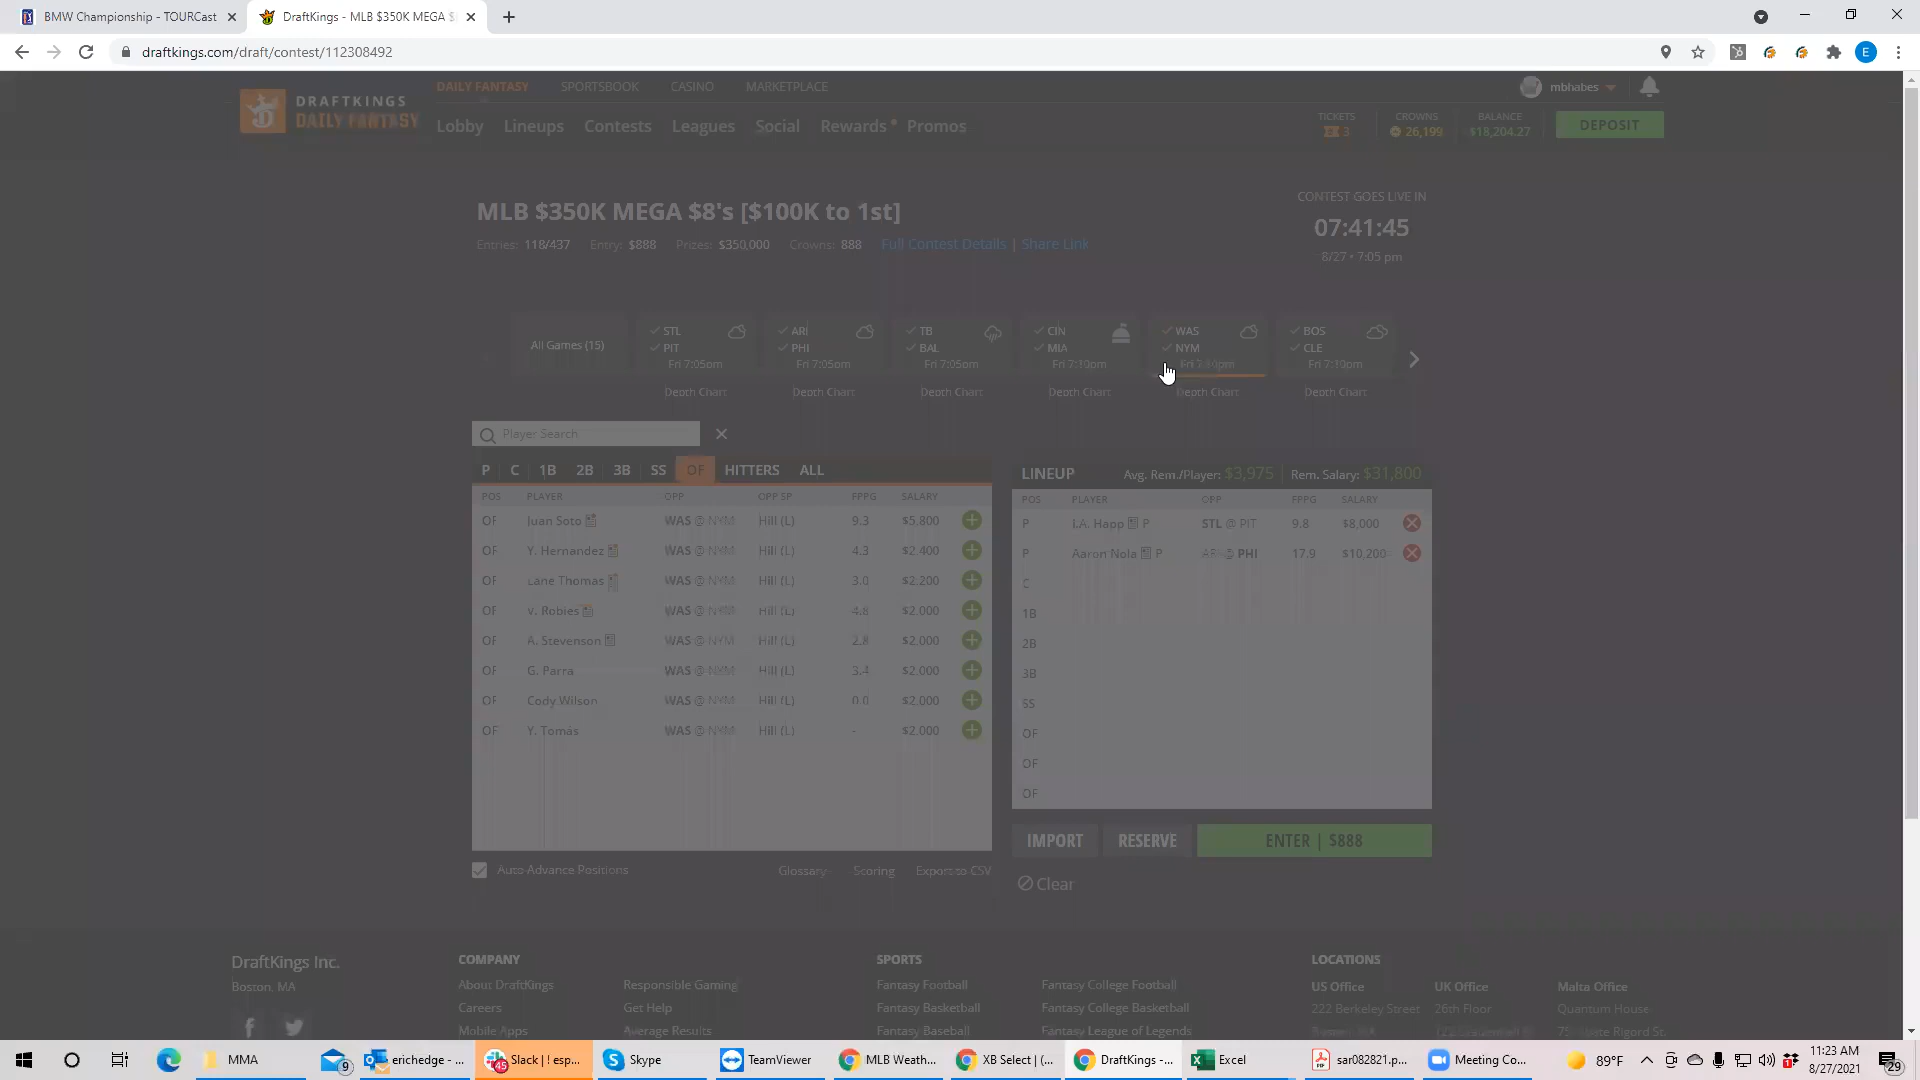 BMW Championship - TOURCast
DraftKings - MLB $350K MEGA $
draftkings.com/draft/contest/112308492
E
DAILY FANTASY SPORTSBOOK CASINO MARKETPLACE
mbhabes
DRAFTKINGS
DAILY FANTASY
Lobby Lineups Contests Leagues Social Rewards Promos
TICKETS 3
CROWNS 26,199
BALANCE $18,204.27
DEPOSIT
MLB $350K MEGA $8's [$100K to 1st]
Entries: 118/437 Entry: $888 Prizes: $350,000 Crowns: 888 Full Contest Details | Share Link
CONTEST GOES LIVE IN
07:41:45
8/27 • 7:05 pm
All Games (15)
STL PIT Fri 7:05pm
ARI PHI Fri 7:05pm
TB BAL Fri 7:05pm
CIN MIA Fri 7:10pm
WAS NYM Fri 7:10pm
BOS CLE Fri 7:10pm
Depth Chart Depth Chart Depth Chart Depth Chart Depth Chart Depth Chart
Player Search
P C 1B 2B 3B SS OF HITTERS ALL
POS PLAYER OPP OPP SP FPPG SALARY
OF Juan Soto WAS @ NYM Hill (L) 9.3 $5,800
OF Y. Hernandez WAS @ NYM Hill (L) 4.3 $2,400
OF Lane Thomas WAS @ NYM Hill (L) 3.0 $2,200
OF V. Robles WAS @ NYM Hill (L) 4.8 $2,000
OF A. Stevenson WAS @ NYM Hill (L) 2.8 $2,000
OF G. Parra WAS @ NYM Hill (L) 3.4 $2,000
OF Cody Wilson WAS @ NYM Hill (L) 0.0 $2,000
OF Y. Tomás WAS @ NYM Hill (L) - $2,000
Auto Advance Positions
Glossary Scoring Export to CSV
LINEUP Avg. Rem./Player: $3,975 Rem. Salary: $31,800
POS PLAYER OPP FPPG SALARY
P J.A. Happ P STL @ PIT 9.8 $8,000
P Aaron Nola P ARI @ PHI 17.9 $10,200
C
1B
2B
3B
SS
OF
OF
OF
IMPORT RESERVE ENTER | $888
Clear
DraftKings Inc.
Boston, MA
COMPANY
About DraftKings Responsible Gaming
Careers Get Help
Mobile Apps Average Results
SPORTS
Fantasy Football Fantasy College Football
Fantasy Basketball Fantasy College Basketball
Fantasy Baseball Fantasy League of Legends
LOCATIONS
US Office UK Office Malta Office
222 Berkeley Street 26th Floor Quantum House
MMA
9
erichedge - ...
45
Slack | ! esp...
Skype
TeamViewer
MLB Weath...
XB Select | (...
DraftKings -...
Excel
sar082821.p...
Meeting Co...
89°F
11:23 AM
8/27/2021
29